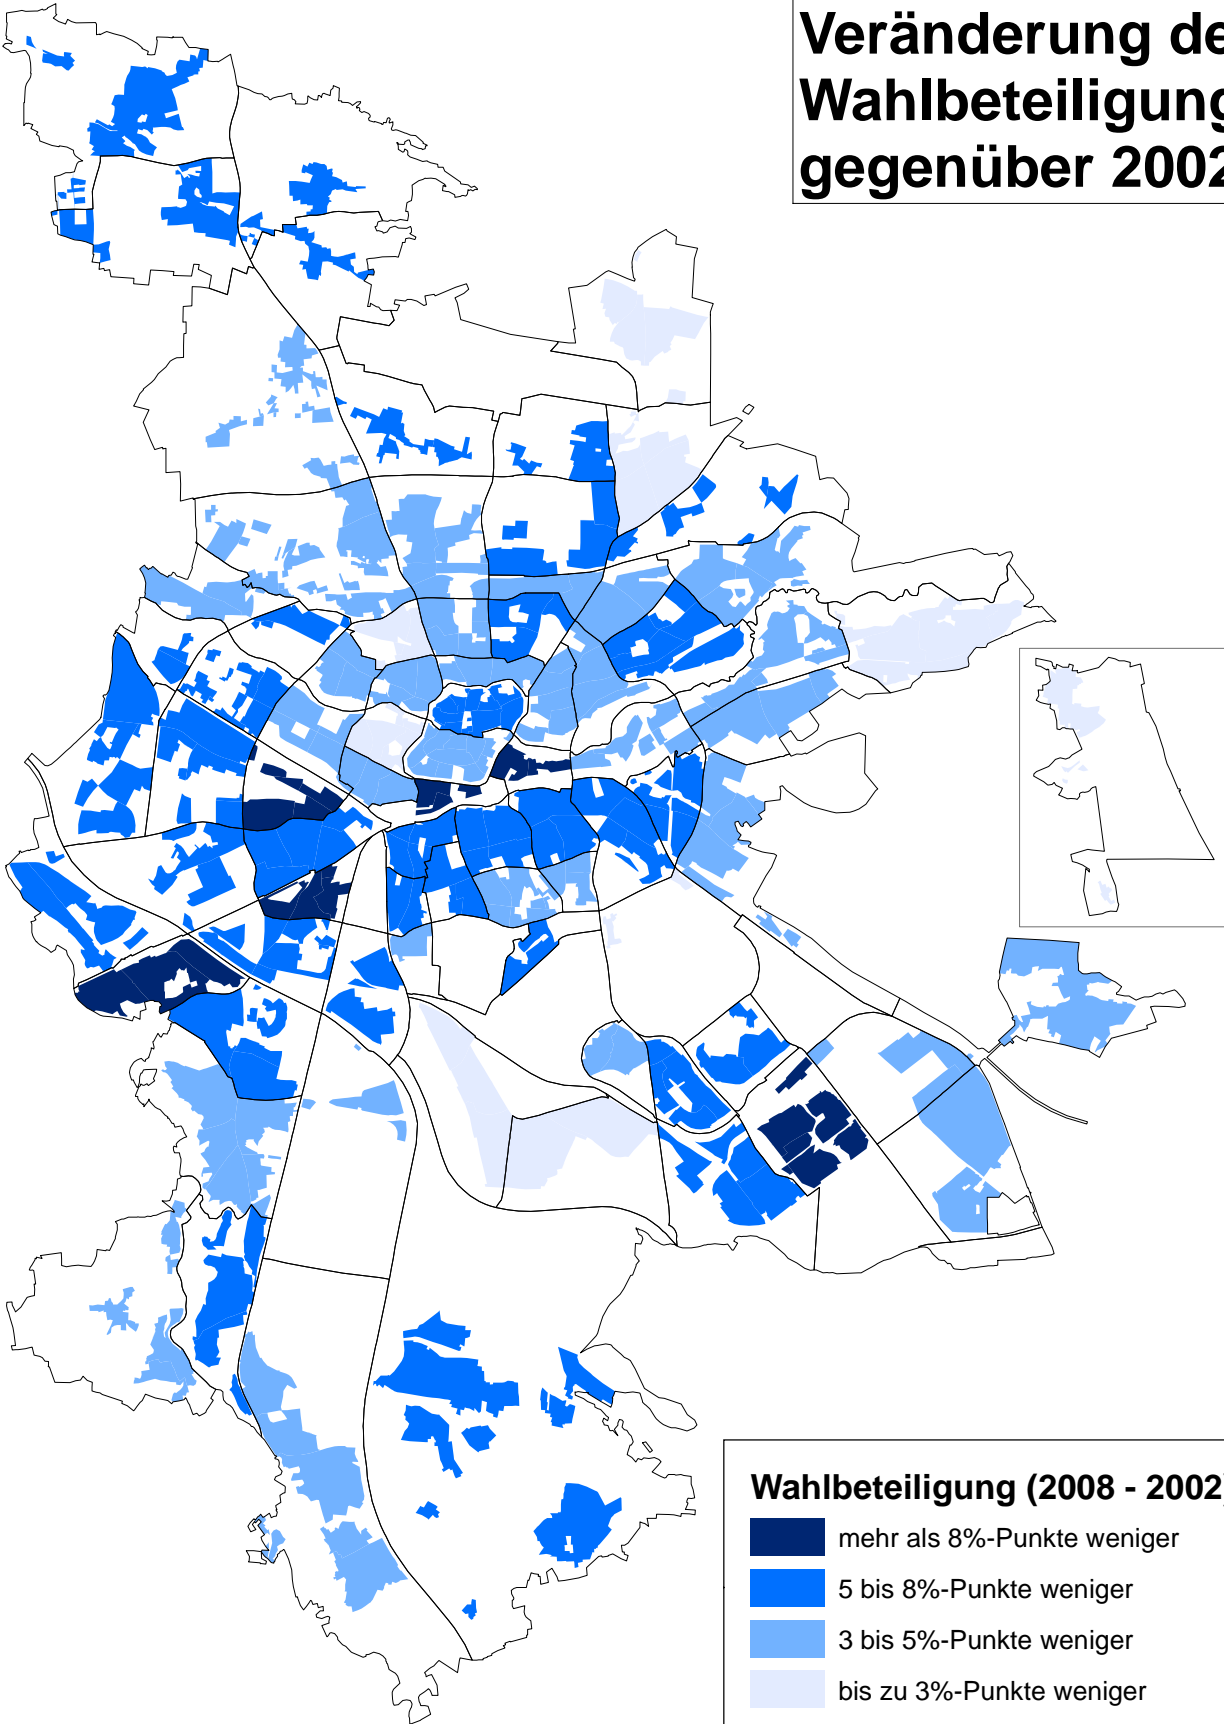 Veränderung de
Wahlbeteiligung
gegenüber 2002
Wahlbeteiligung (2008 - 2002)
mehr als 8%-Punkte weniger
5 bis 8%-Punkte weniger
3 bis 5%-Punkte weniger
bis zu 3%-Punkte weniger